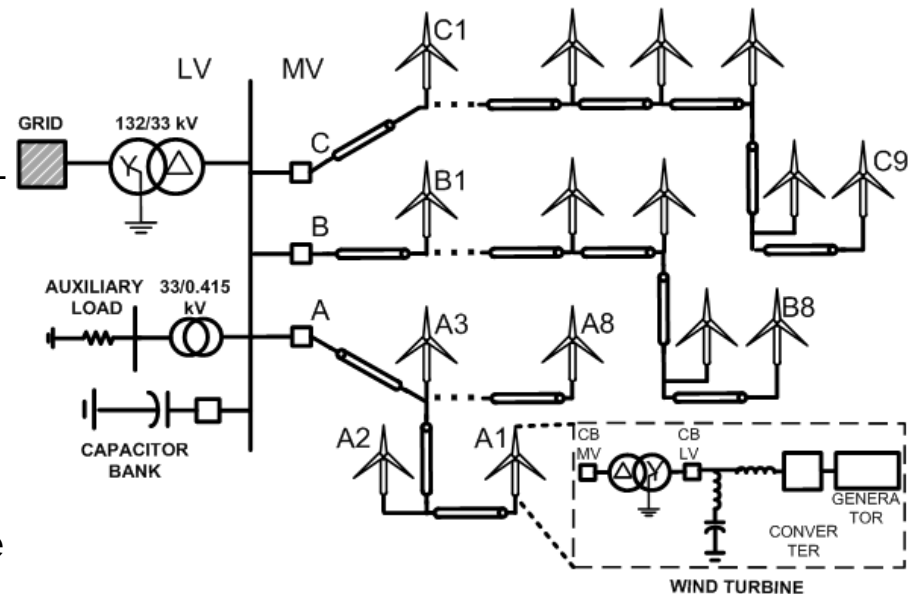 C1
LV MV
GRID
132/33 kV
C
C9
B1
B
AUXILIARY
LOAD
33/0.415
kV
A
A3
A8
B8
CAPACITOR
BANK
A2
A1
CB
MV
CB
LV
GENERA
TOR
CONVER
TER
WIND TURBINE
e